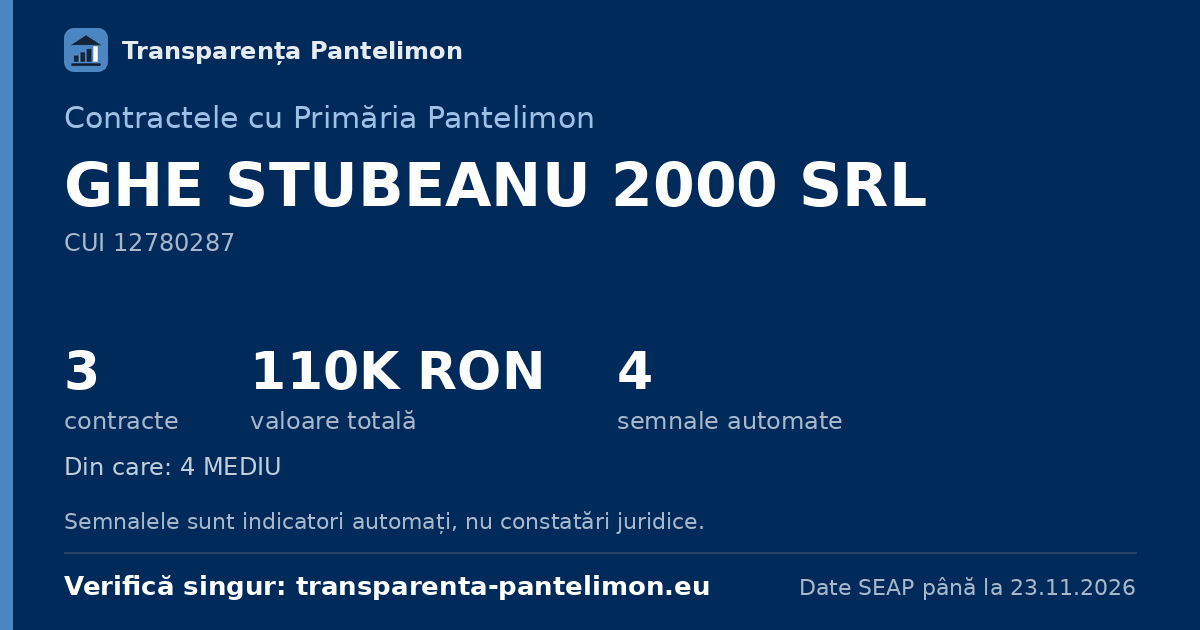 Transparența Pantelimon
Contractele cu Primăria Pantelimon
GHE STUBEANU 2000 SRL
CUI 12780287
3 110K RON 4
contracte valoare totală semnale automate
Din care: 4 MEDIU
Semnalele sunt indicatori automați, nu constatări juridice.
Verifică singur: transparenta-pantelimon.eu Date SEAP până la 23.11.2026